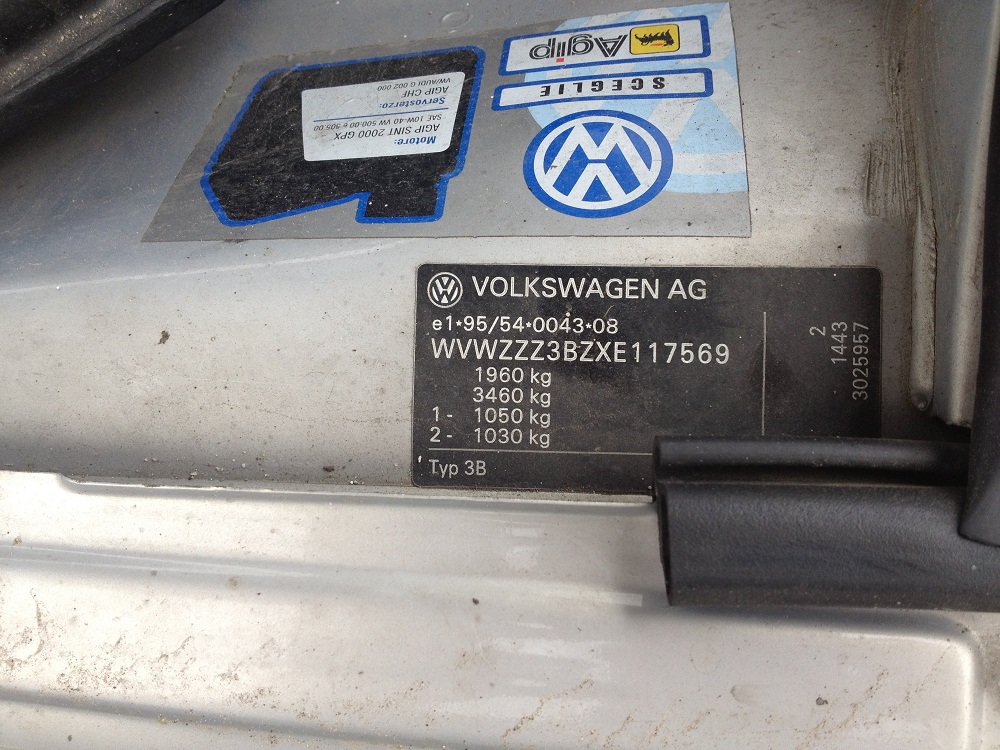 Agip
SCEGLIE
Motore:
AGIP SINT 2000 GPX
SAE 10W-40 VW 500.00 e 505.00
Servosterzo:
AGIP CHF
VW/AUDI G 002 000
VOLKSWAGEN AG
e1*95/54*0043*08
WVWZZZ3BZXE117569
1960 kg
3460 kg
1- 1050 kg
2- 1030 kg
Typ 3B
2
1443
3025957